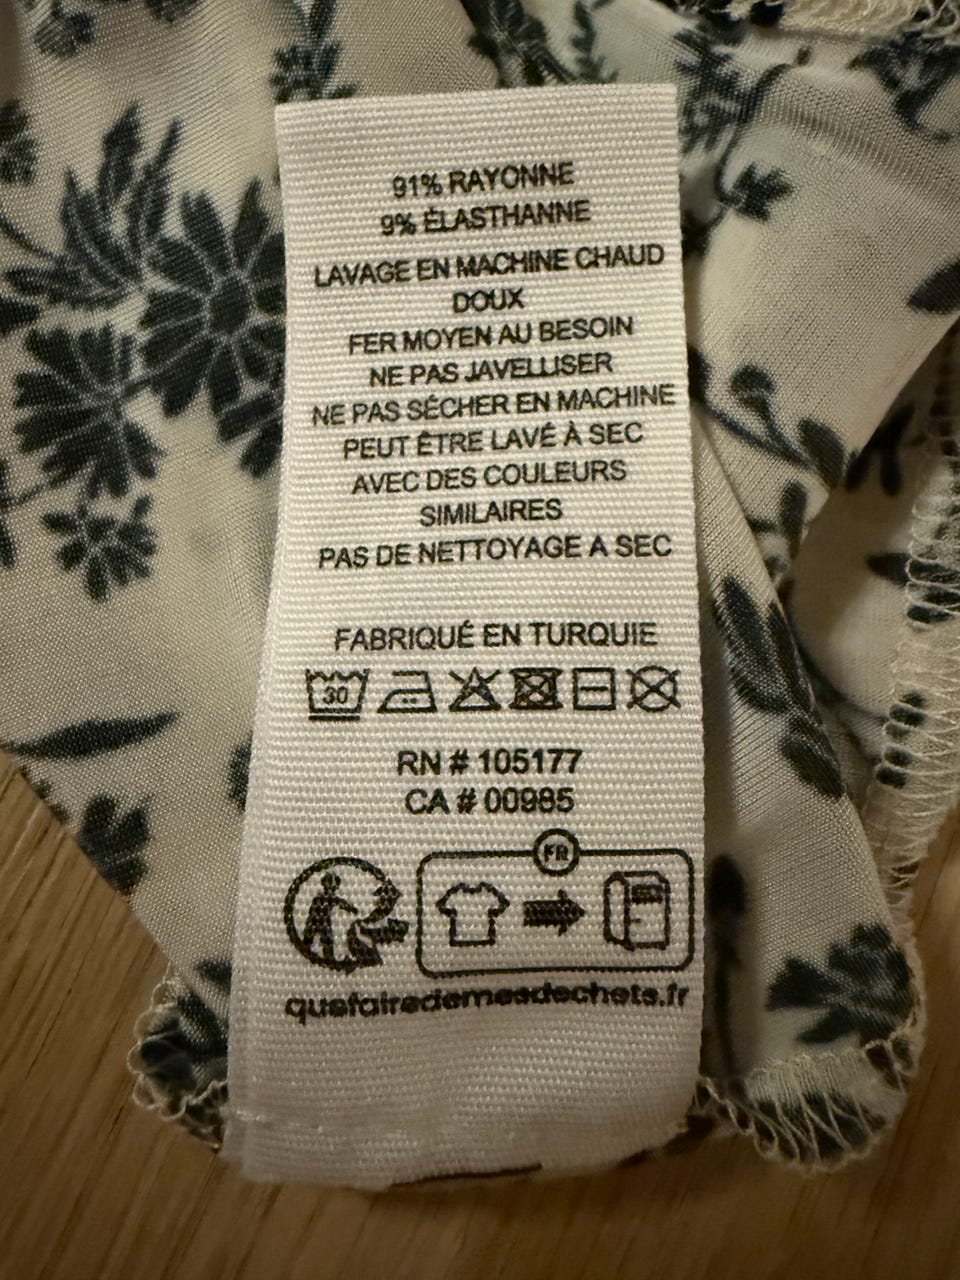 91% RAYONNE
9% ÉLASTHANNE
LAVAGE EN MACHINE CHAUD
DOUX
FER MOYEN AU BESOIN
NE PAS JAVELLISER
NE PAS SÉCHER EN MACHINE
PEUT ÊTRE LAVÉ À SEC
AVEC DES COULEURS
SIMILAIRES
PAS DE NETTOYAGE A SEC
FABRIQUÉ EN TURQUIE
30
RN # 105177
CA # 00985
FR
quefairedemesdechets.fr